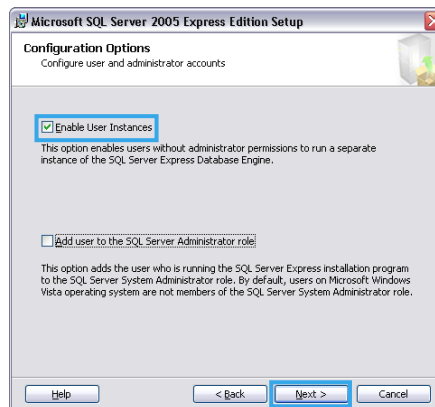 Microsoft SQL Server 2005 Express Edition Setup
Configuration Options
Configure user and administrator accounts
Enable User Instances
This option enables users without administrator permissions to run a separate
instance of the SQL Server Express Database Engine.
Add user to the SQL Server Administrator role
This option adds the user who is running the SQL Server Express installation program
to the SQL Server System Administrator role. By default, users on Microsoft Windows
Vista operating system are not members of the SQL Server System Administrator role.
Help < Back Next > Cancel